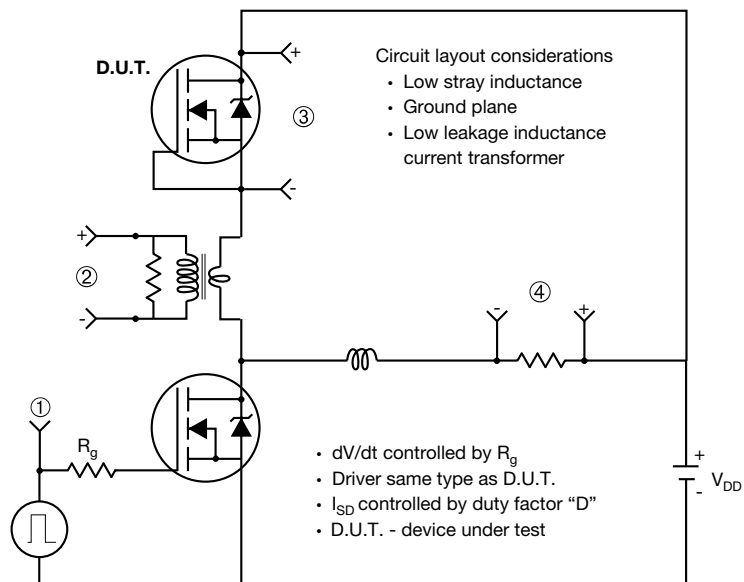 D.U.T.
+
③
-
Circuit layout considerations
• Low stray inductance
• Ground plane
• Low leakage inductance
current transformer
+
②
-
④
- +
①
Rg
• dV/dt controlled by Rg
• Driver same type as D.U.T.
• ISD controlled by duty factor “D”
• D.U.T. - device under test
+
VDD
-